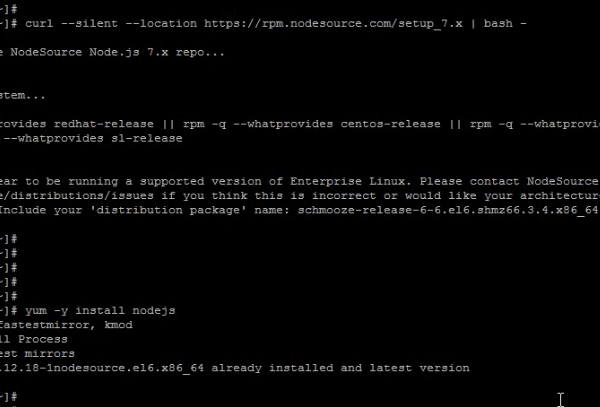 ~]#
~]# curl --silent --location https://rpm.nodesource.com/setup_7.x | bash -
e NodeSource Node.js 7.x repo...
stem...
rovides redhat-release || rpm -q --whatprovides centos-release || rpm -q --whatprovi
--whatprovides sl-release
ear to be running a supported version of Enterprise Linux. Please contact NodeSource
e/distributions/issues if you think this is incorrect or would like your architectur
Include your 'distribution package' name: schmooze-release-6-6.el6.shmz66.3.4.x86_64
~]#
~]#
~]#
~]#
~]#
~]# yum -y install nodejs
fastestmirror, kmod
ll Process
est mirrors
.12.18-1nodesource.el6.x86_64 already installed and latest version
~]#
~]#